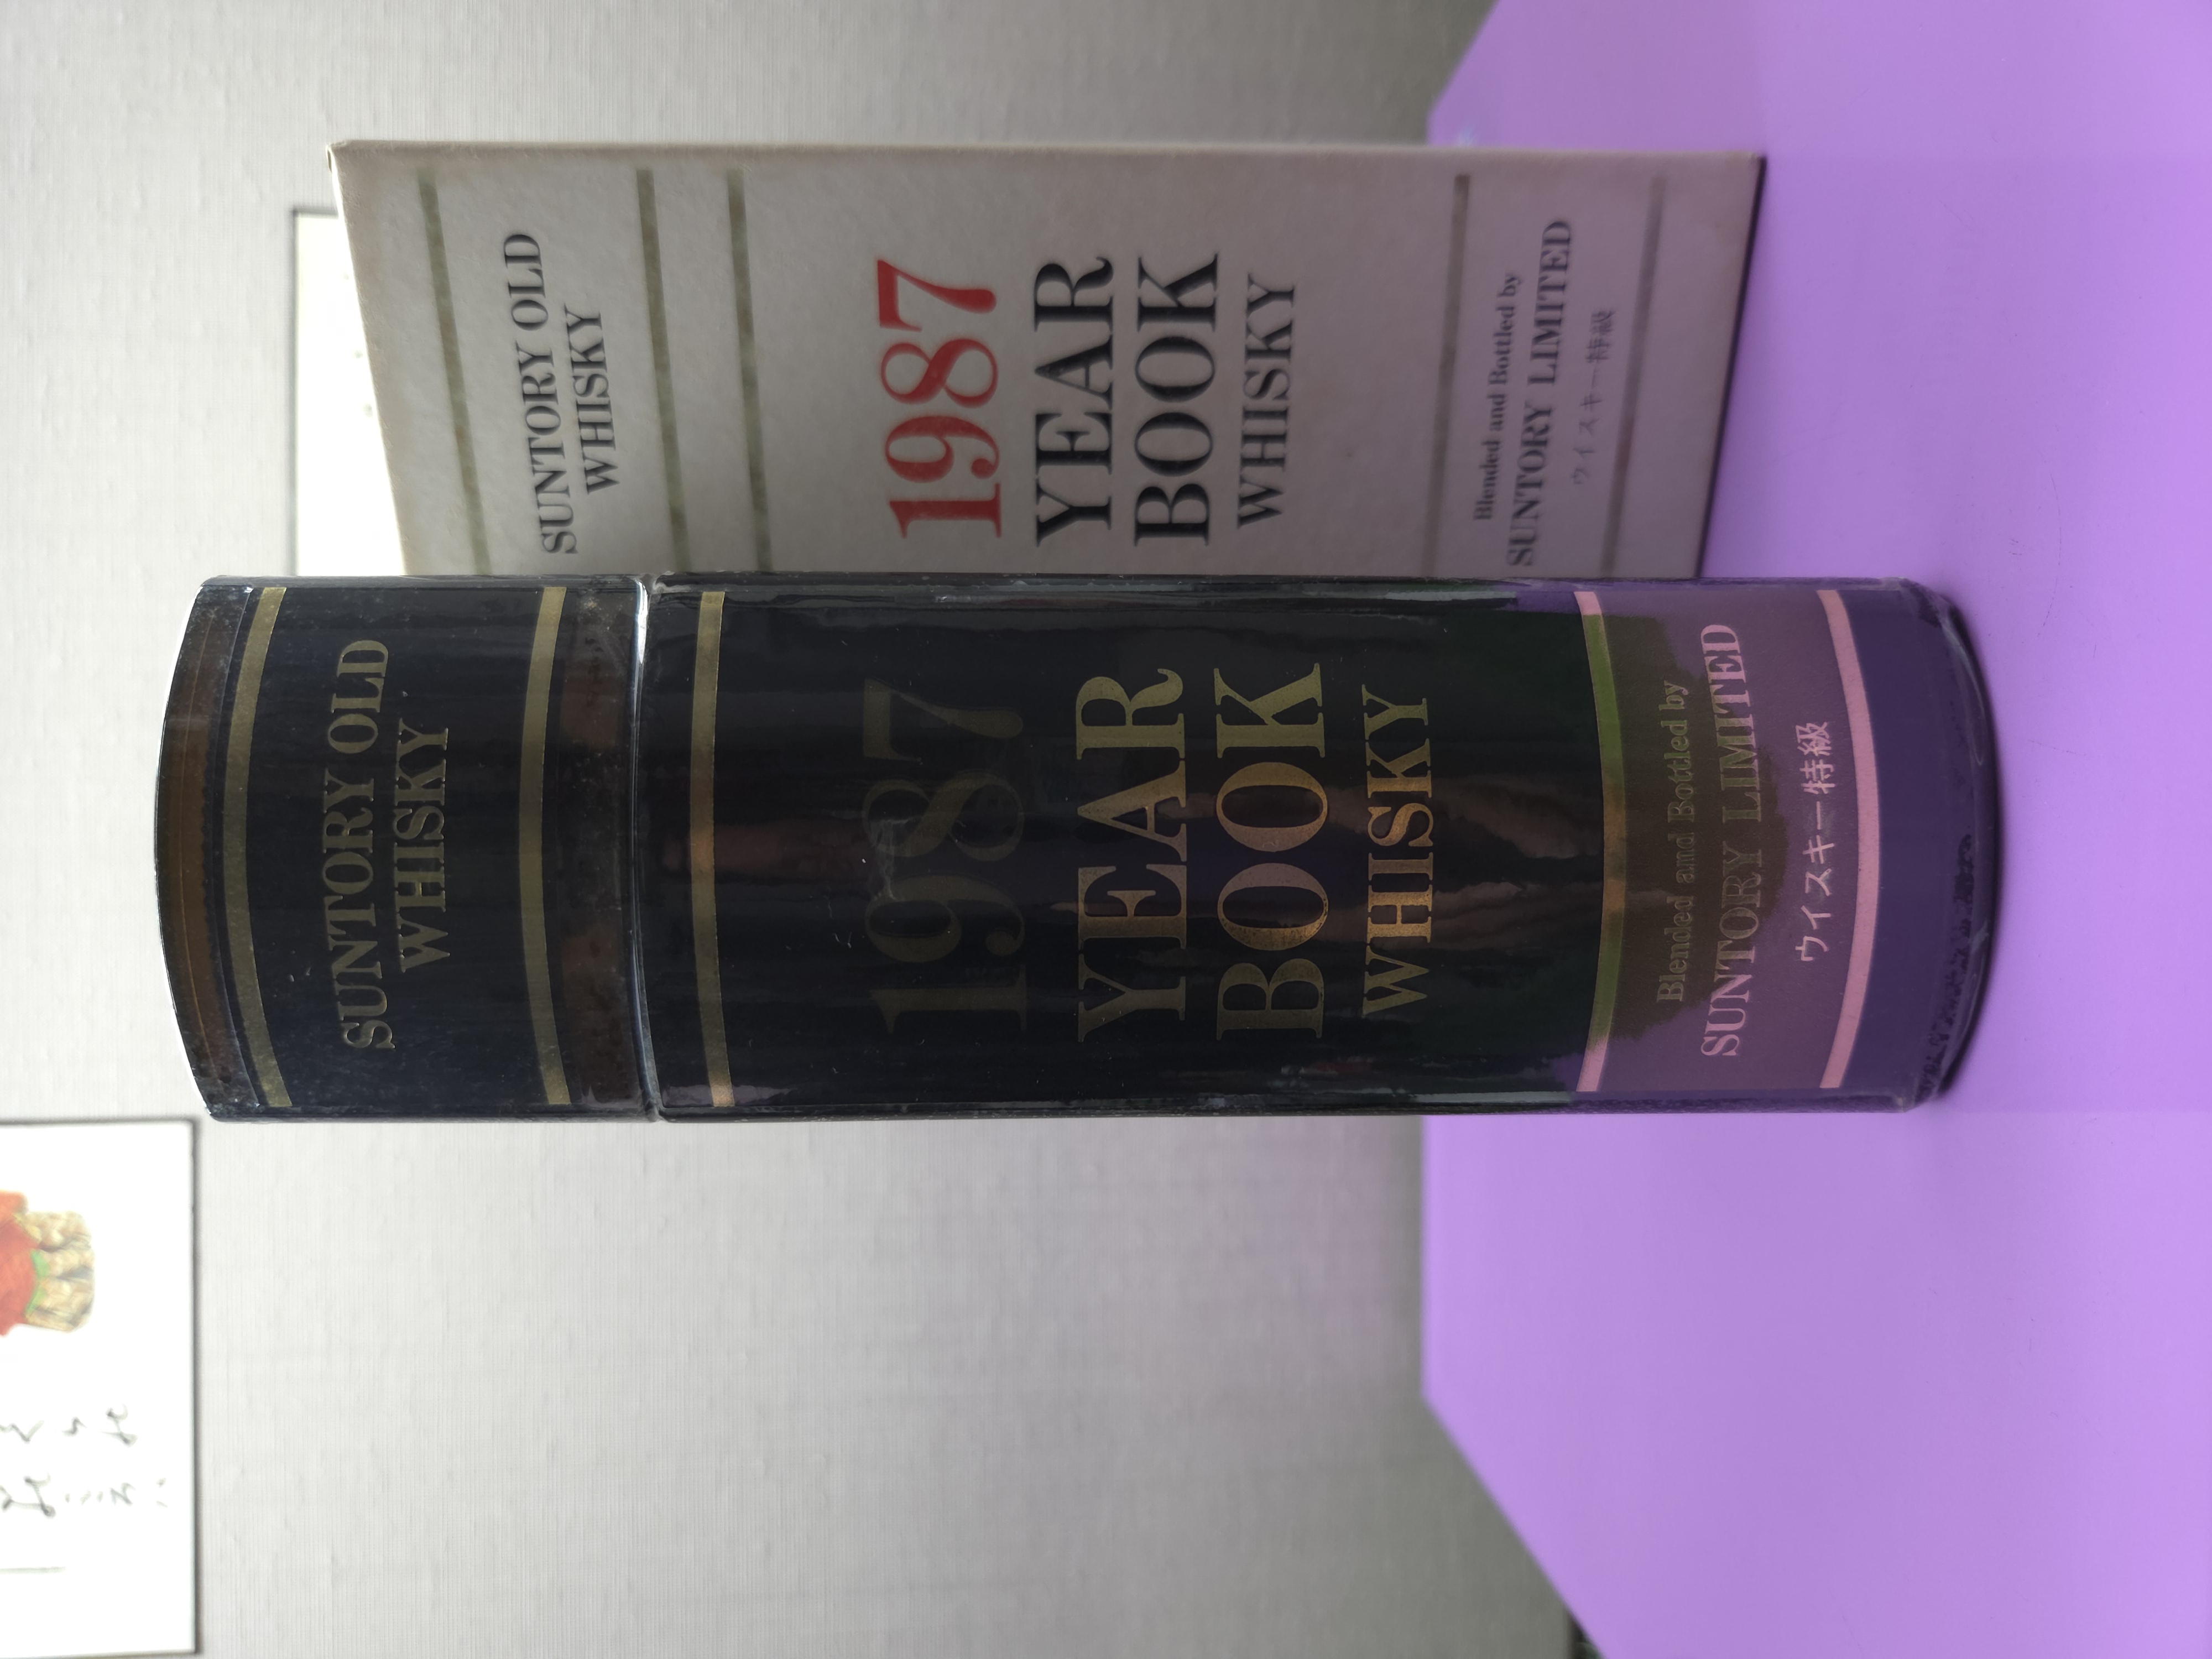 SUNTORY OLD
WHISKY
1987
YEAR
BOOK
WHISKY
Blended and Bottled by
SUNTORY LIMITED
ウイスキー特級
SUNTORY OLD
WHISKY
1987
YEAR
BOOK
WHISKY
Blended and Bottled by
SUNTORY LIMITED
ウイスキー特級